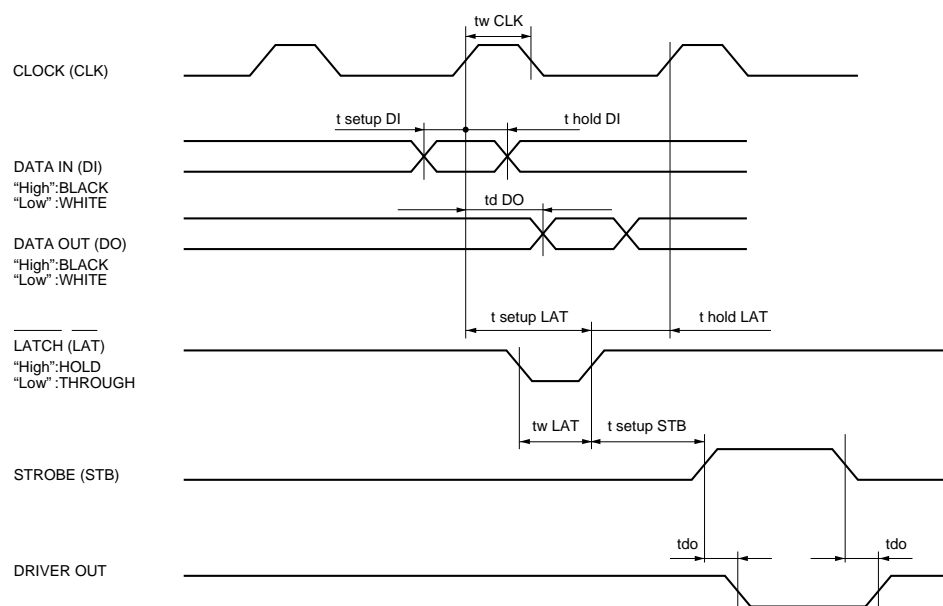 tw CLK
CLOCK (CLK)
t setup DI
t hold DI
DATA IN (DI)
“High”:BLACK
“Low” :WHITE
td DO
DATA OUT (DO)
“High”:BLACK
“Low” :WHITE
t setup LAT
t hold LAT
LATCH (LAT)
“High”:HOLD
“Low” :THROUGH
tw LAT
t setup STB
STROBE (STB)
tdo
tdo
DRIVER OUT